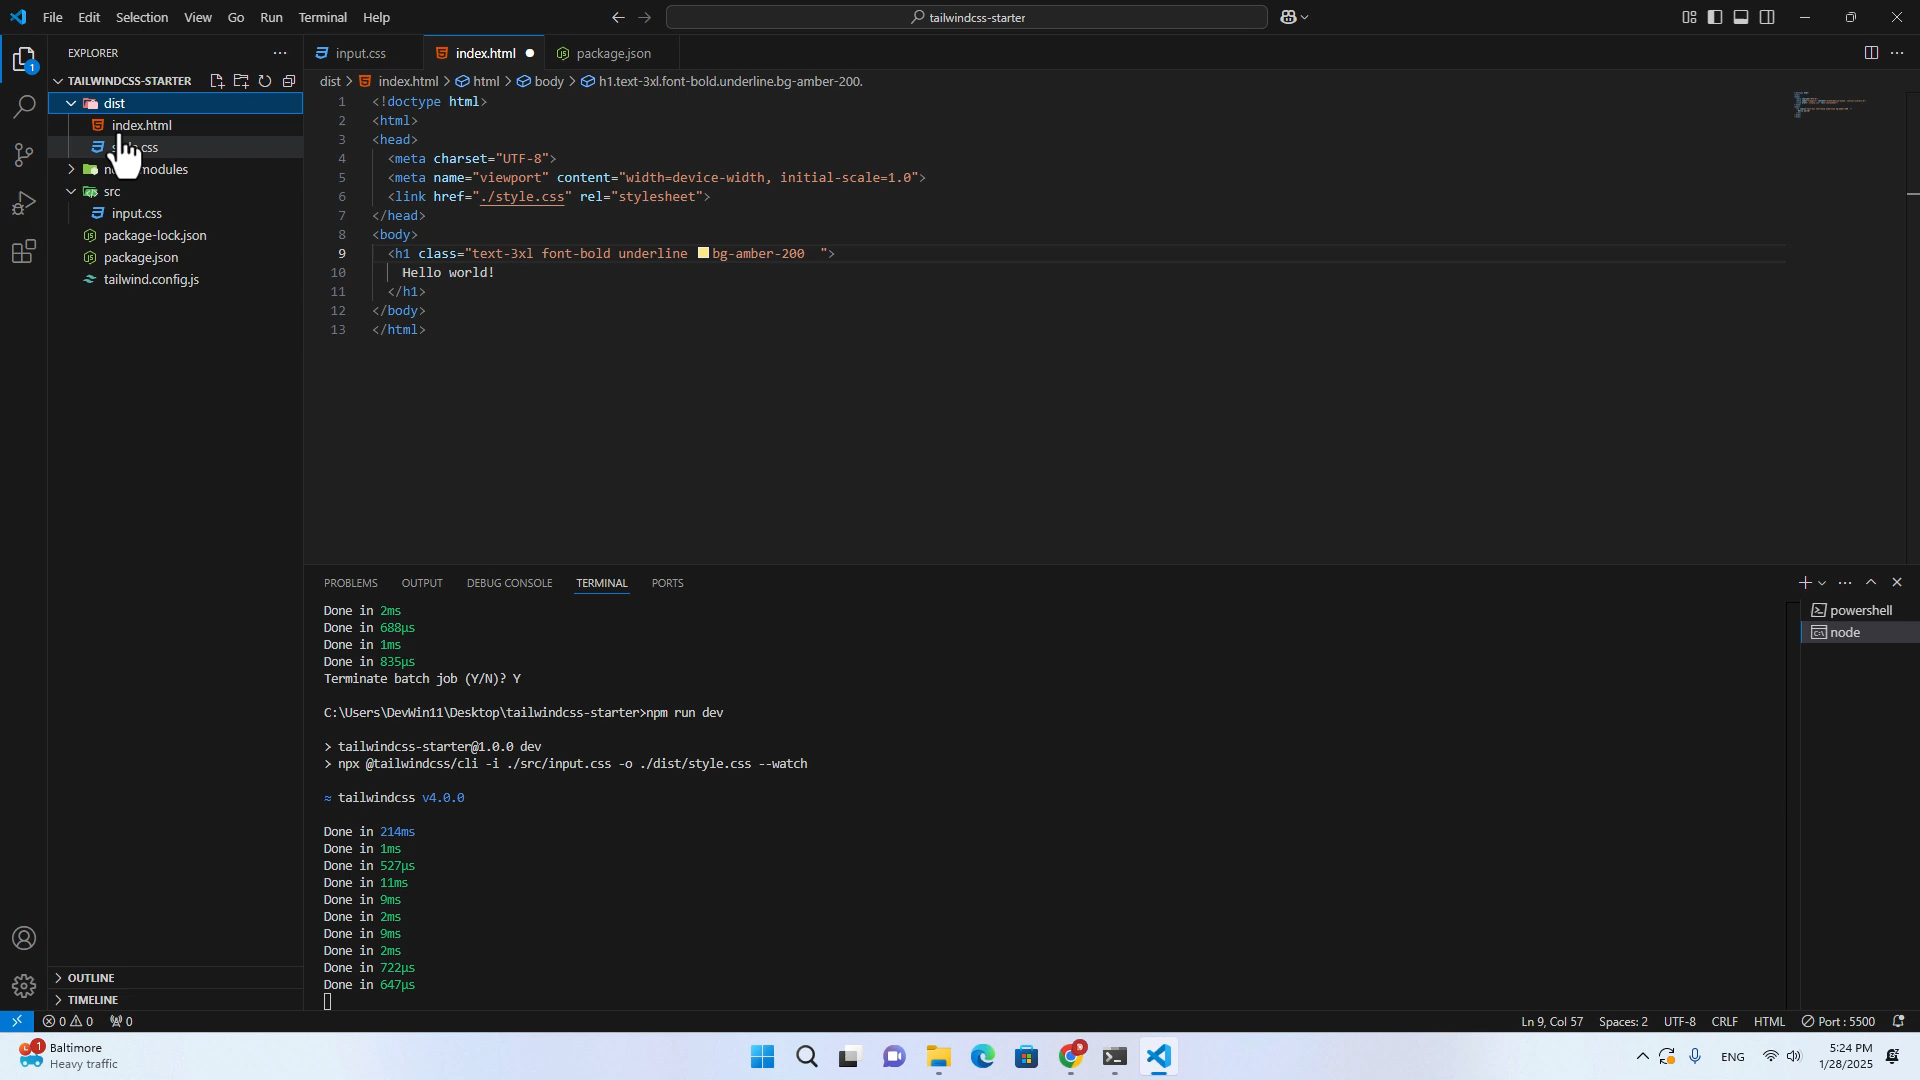 File Edit Selection View Go Run Terminal Help
tailwindcss-starter
EXPLORER
TAILWINDCSS-STARTER
dist
index.html
css
modules
src
input.css
package-lock.json
package.json
tailwind.config.js
OUTLINE
TIMELINE
1
input.css index.html package.json
dist > index.html > html > body > h1.text-3xl.font-bold.underline.bg-amber-200.
1 <!doctype html>
2 <html>
3 <head>
4 <meta charset="UTF-8">
5 <meta name="viewport" content="width=device-width, initial-scale=1.0">
6 <link href="./style.css" rel="stylesheet">
7 </head>
8 <body>
9 <h1 class="text-3xl font-bold underline bg-amber-200  ">
10 Hello world!
11 </h1>
12 </body>
13 </html>
PROBLEMS OUTPUT DEBUG CONSOLE TERMINAL PORTS
Done in 2ms
Done in 688µs
Done in 1ms
Done in 835µs
Terminate batch job (Y/N)? Y
C:\Users\DevWin11\Desktop\tailwindcss-starter>npm run dev
> tailwindcss-starter@1.0.0 dev
> npx @tailwindcss/cli -i ./src/input.css -o ./dist/style.css --watch
≈ tailwindcss v4.0.0
Done in 214ms
Done in 1ms
Done in 527µs
Done in 11ms
Done in 9ms
Done in 2ms
Done in 9ms
Done in 2ms
Done in 722µs
Done in 647µs
powershell
node
0 0 0
Ln 9, Col 57 Spaces: 2 UTF-8 CRLF HTML Port : 5500
1
Baltimore
Heavy traffic
ENG
5:24 PM
1/28/2025